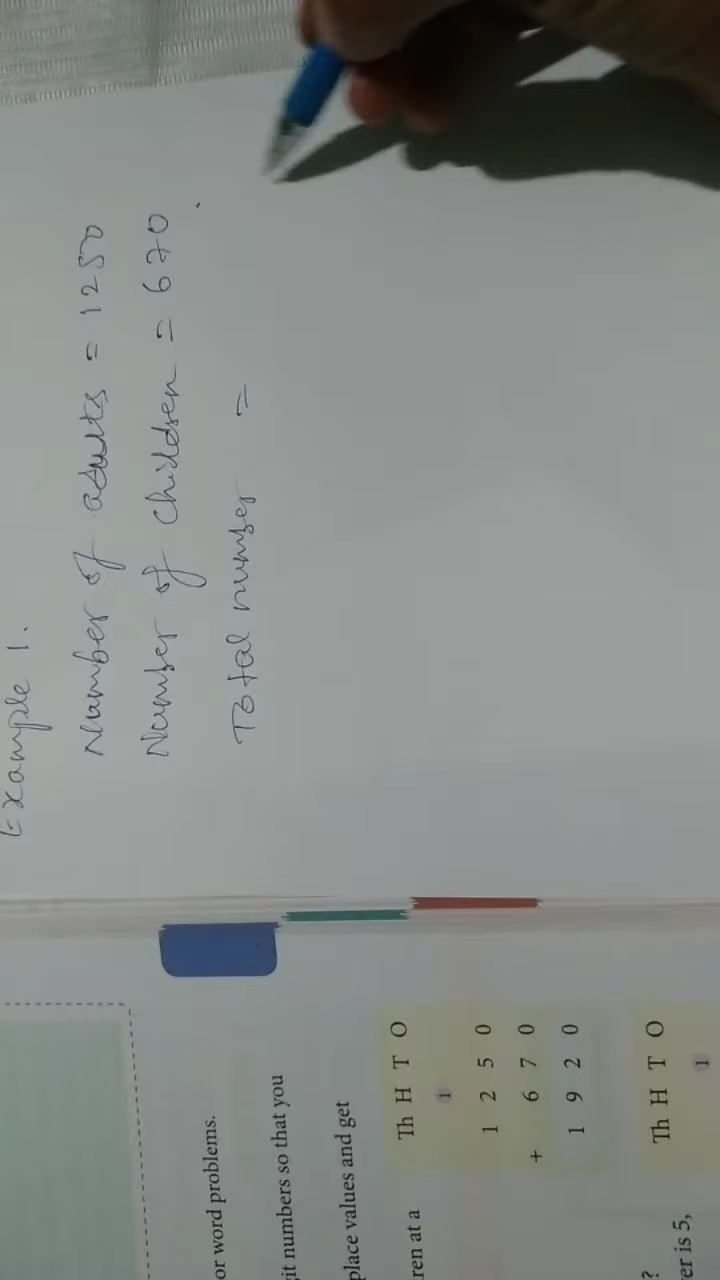 Example 1.
Number of adults = 1250
Number of children = 670.
Total number =
or word problems.
git numbers so that you
place values and get
ren at a
Th H T O
1
1 2 5 0
+ 6 7 0
1 9 2 0
?
er is 5,
Th H T O
1